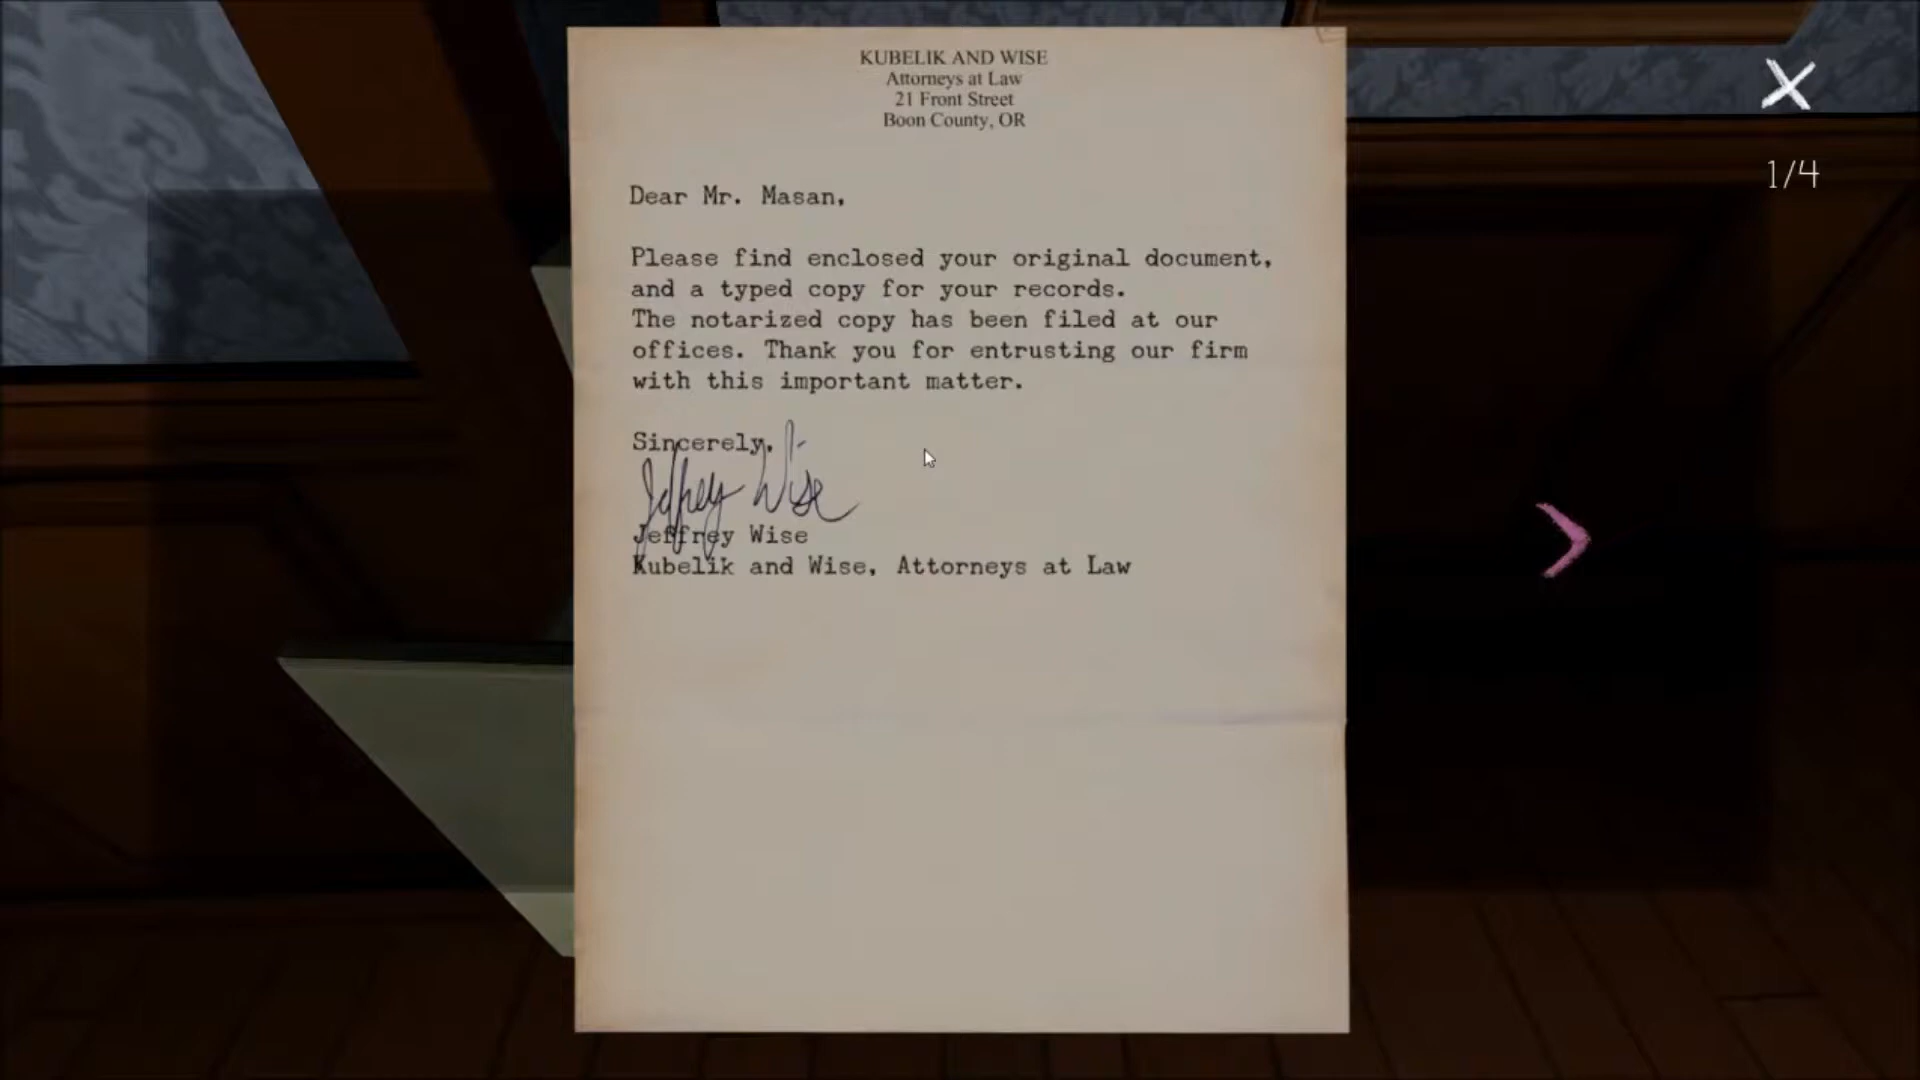 KUBELIK AND WISE
Attorneys at Law
21 Front Street
Boon County, OR
1/4
Dear Mr. Masan,
Please find enclosed your original document,
and a typed copy for your records.
The notarized copy has been filed at our
offices. Thank you for entrusting our firm
with this important matter.
Sincerely,
Jeffrey Wise
Jeffrey Wise
Kubelik and Wise, Attorneys at Law